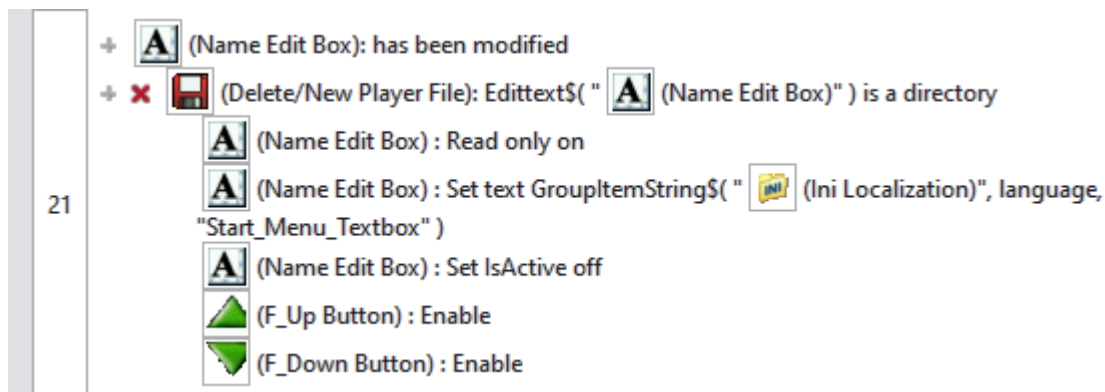 (Name Edit Box): has been modified
(Delete/New Player File): Edittext$( " A (Name Edit Box)" ) is a directory
A (Name Edit Box) : Read only on
A (Name Edit Box) : Set text GroupItemString$( " INI (Ini Localization)", language,
21
"Start_Menu_Textbox" )
A (Name Edit Box) : Set IsActive off
(F_Up Button) : Enable
(F_Down Button) : Enable